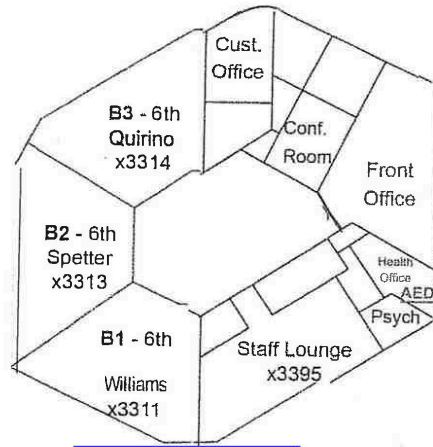 Cust.
Office
B3 - 6th
Quirino
x3314
Conf.
Room
Front
Office
B2 - 6th
Spetter
x3313
Health
Office
AED
Psych
B1 - 6th
Williams
x3311
Staff Lounge
x3395